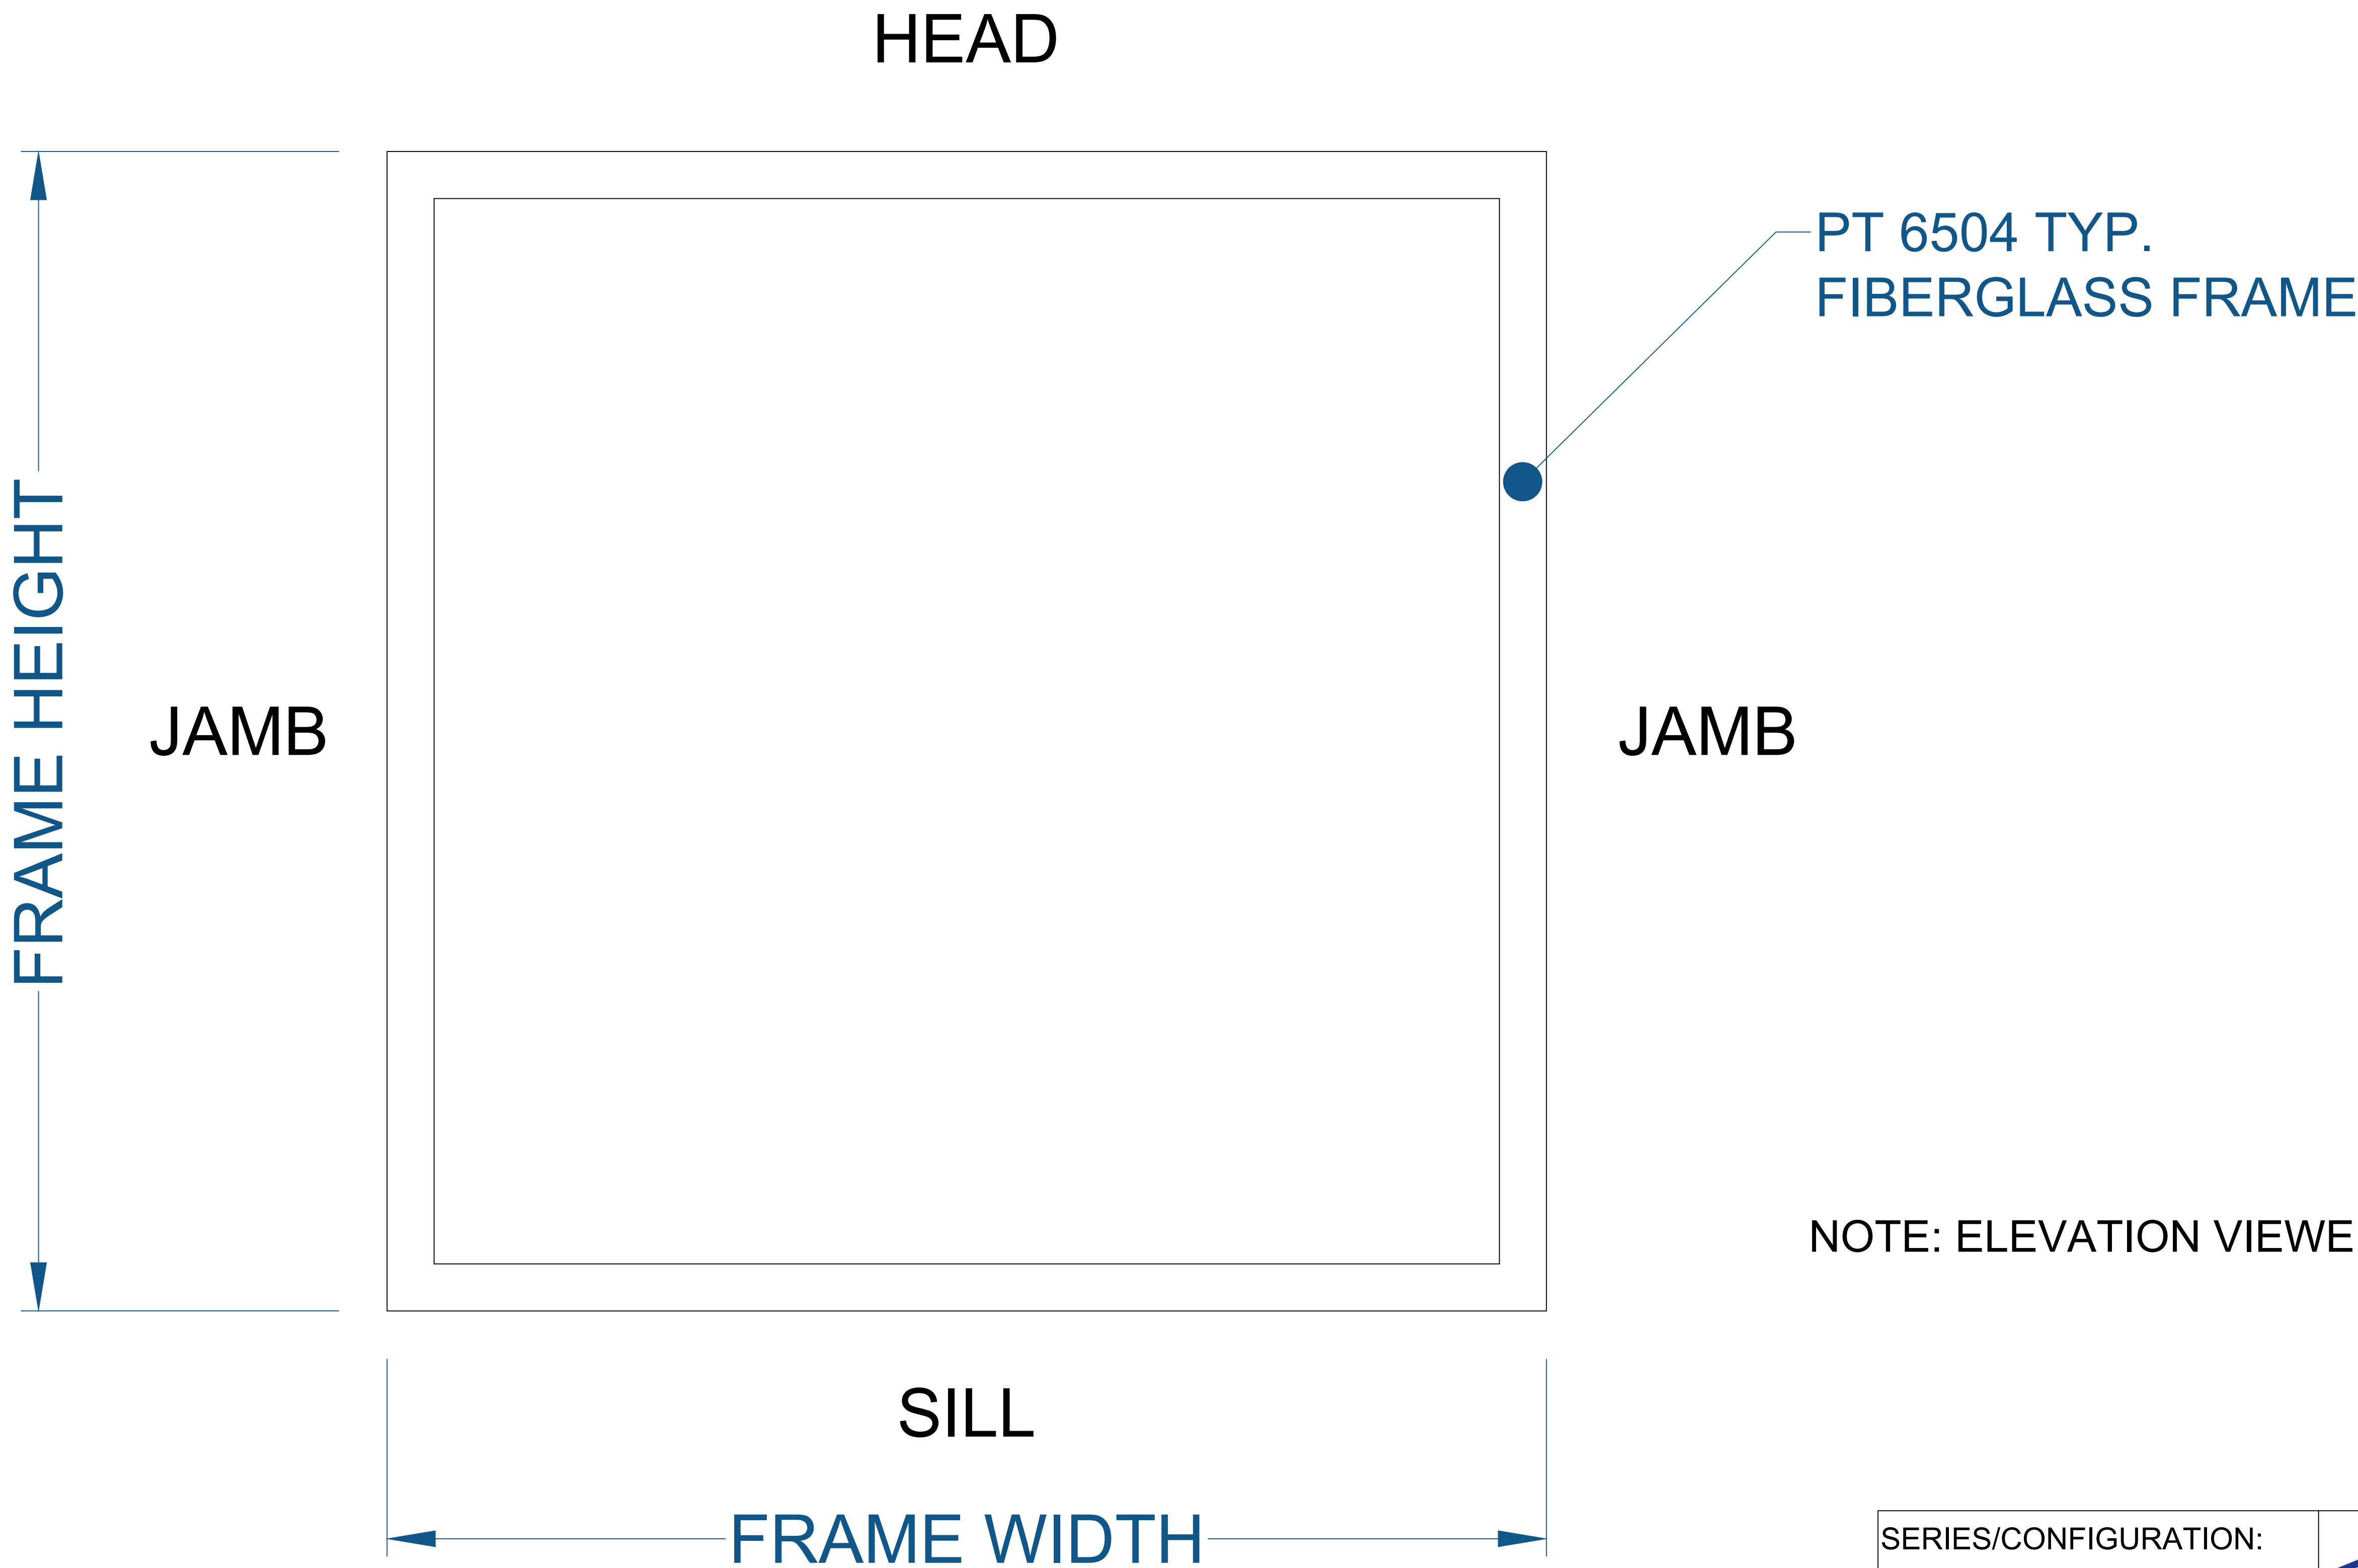 HEAD
PT 6504 TYP.
FIBERGLASS FRAME
FRAME HEIGHT
JAMB
JAMB
NOTE: ELEVATION VIEWE
SILL
FRAME WIDTH
SERIES/CONFIGURATION: